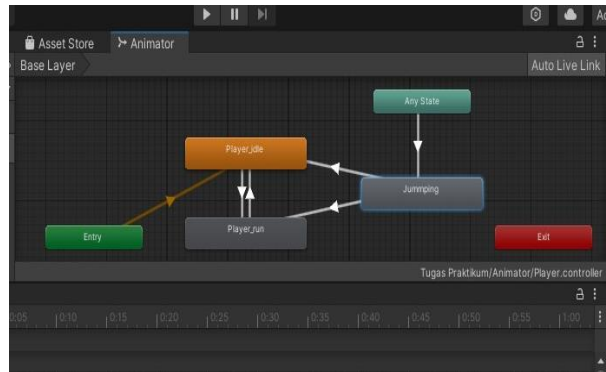 Ac
Asset Store
Animator
Base Layer
Auto Live Link
Any State
Player_idle
Jummping
Player_run
Entry
Exit
Tugas Praktikum/Animator/Player.controller
0:05 0:10 0:15 0:20 0:25 0:30 0:35 0:40 0:45 0:50 0:55 1:00